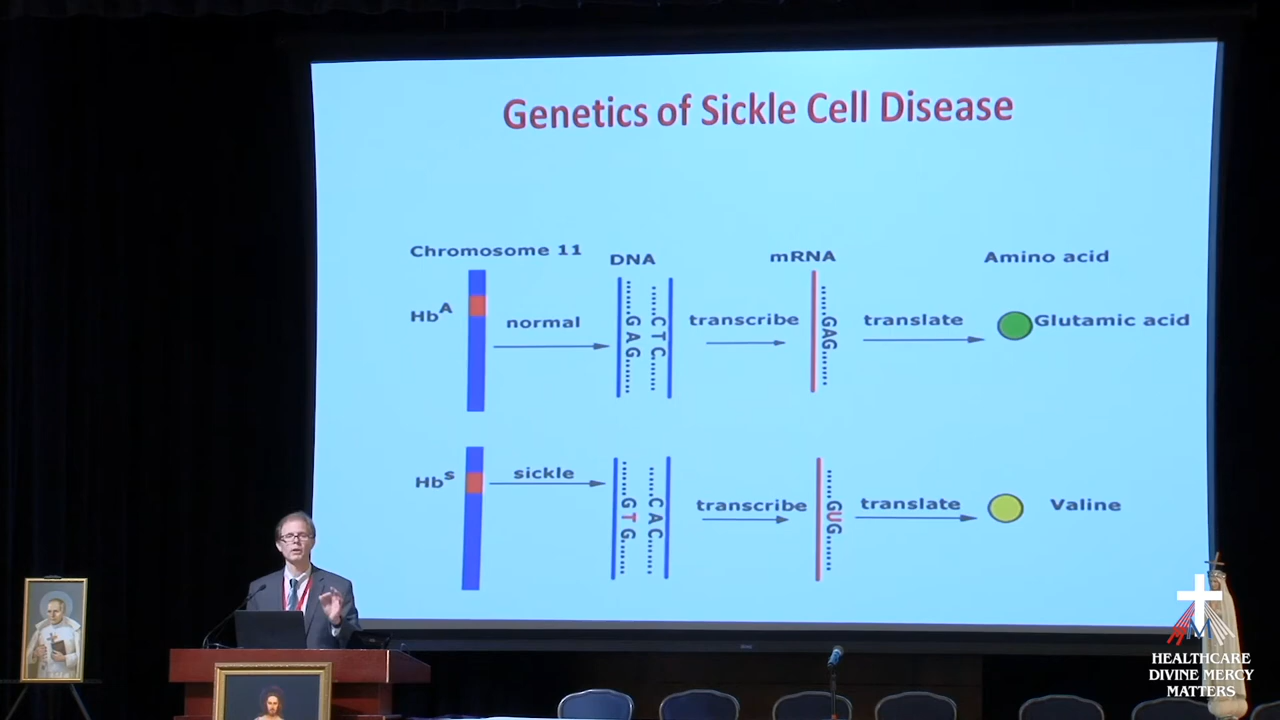 Genetics of Sickle Cell Disease
Chromosome 11
DNA
mRNA
Amino acid
HbA
normal
......GAG......
......CTC......
transcribe
......GAG......
translate
Glutamic acid
Hbs
sickle
......GTG......
......CAC......
transcribe
......GUG......
translate
Valine
HEALTHCARE
DIVINE MERCY
MATTERS